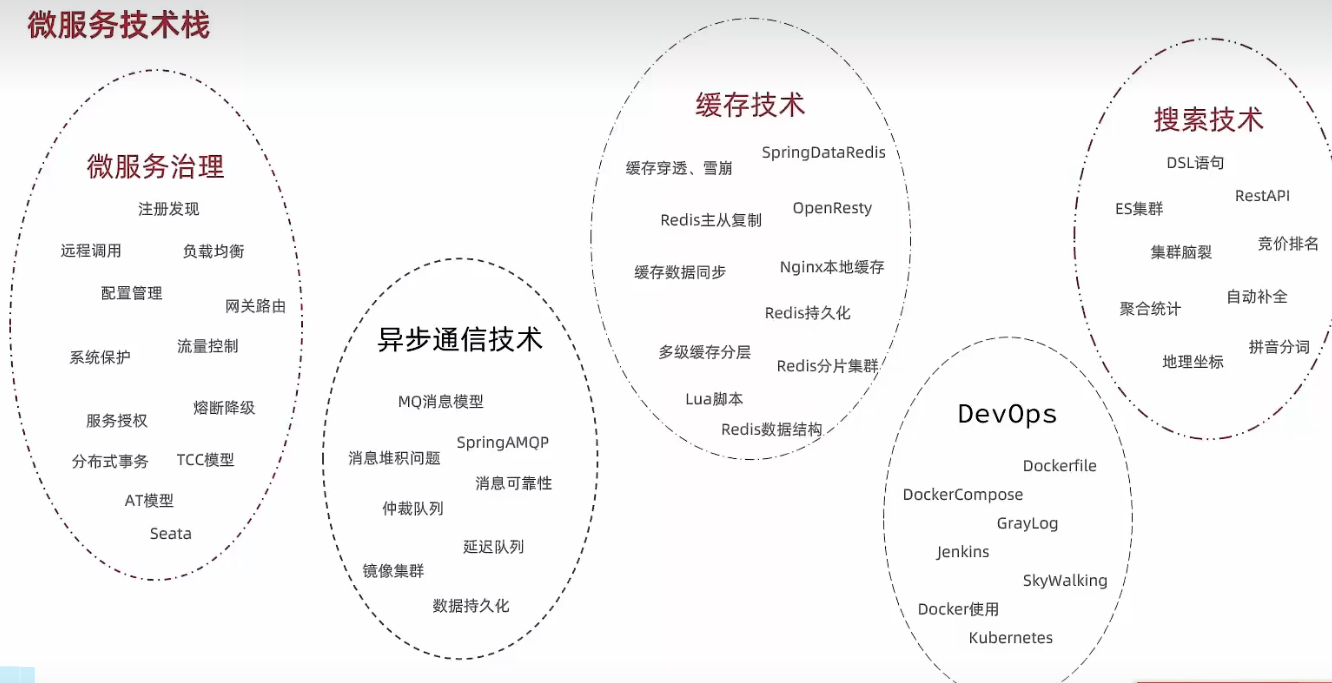 微服务技术栈
微服务治理
注册发现
远程调用
负载均衡
配置管理
网关路由
流量控制
系统保护
熔断降级
服务授权
分布式事务
TCC模型
AT模型
Seata
异步通信技术
MQ消息模型
SpringAMQP
消息堆积问题
消息可靠性
仲裁队列
延迟队列
镜像集群
数据持久化
缓存技术
SpringDataRedis
缓存穿透、雪崩
OpenResty
Redis主从复制
Nginx本地缓存
缓存数据同步
Redis持久化
多级缓存分层
Redis分片集群
Lua脚本
Redis数据结构
DevOps
Dockerfile
DockerCompose
GrayLog
Jenkins
SkyWalking
Docker使用
Kubernetes
搜索技术
DSL语句
RestAPI
ES集群
竞价排名
集群脑裂
自动补全
聚合统计
拼音分词
地理坐标